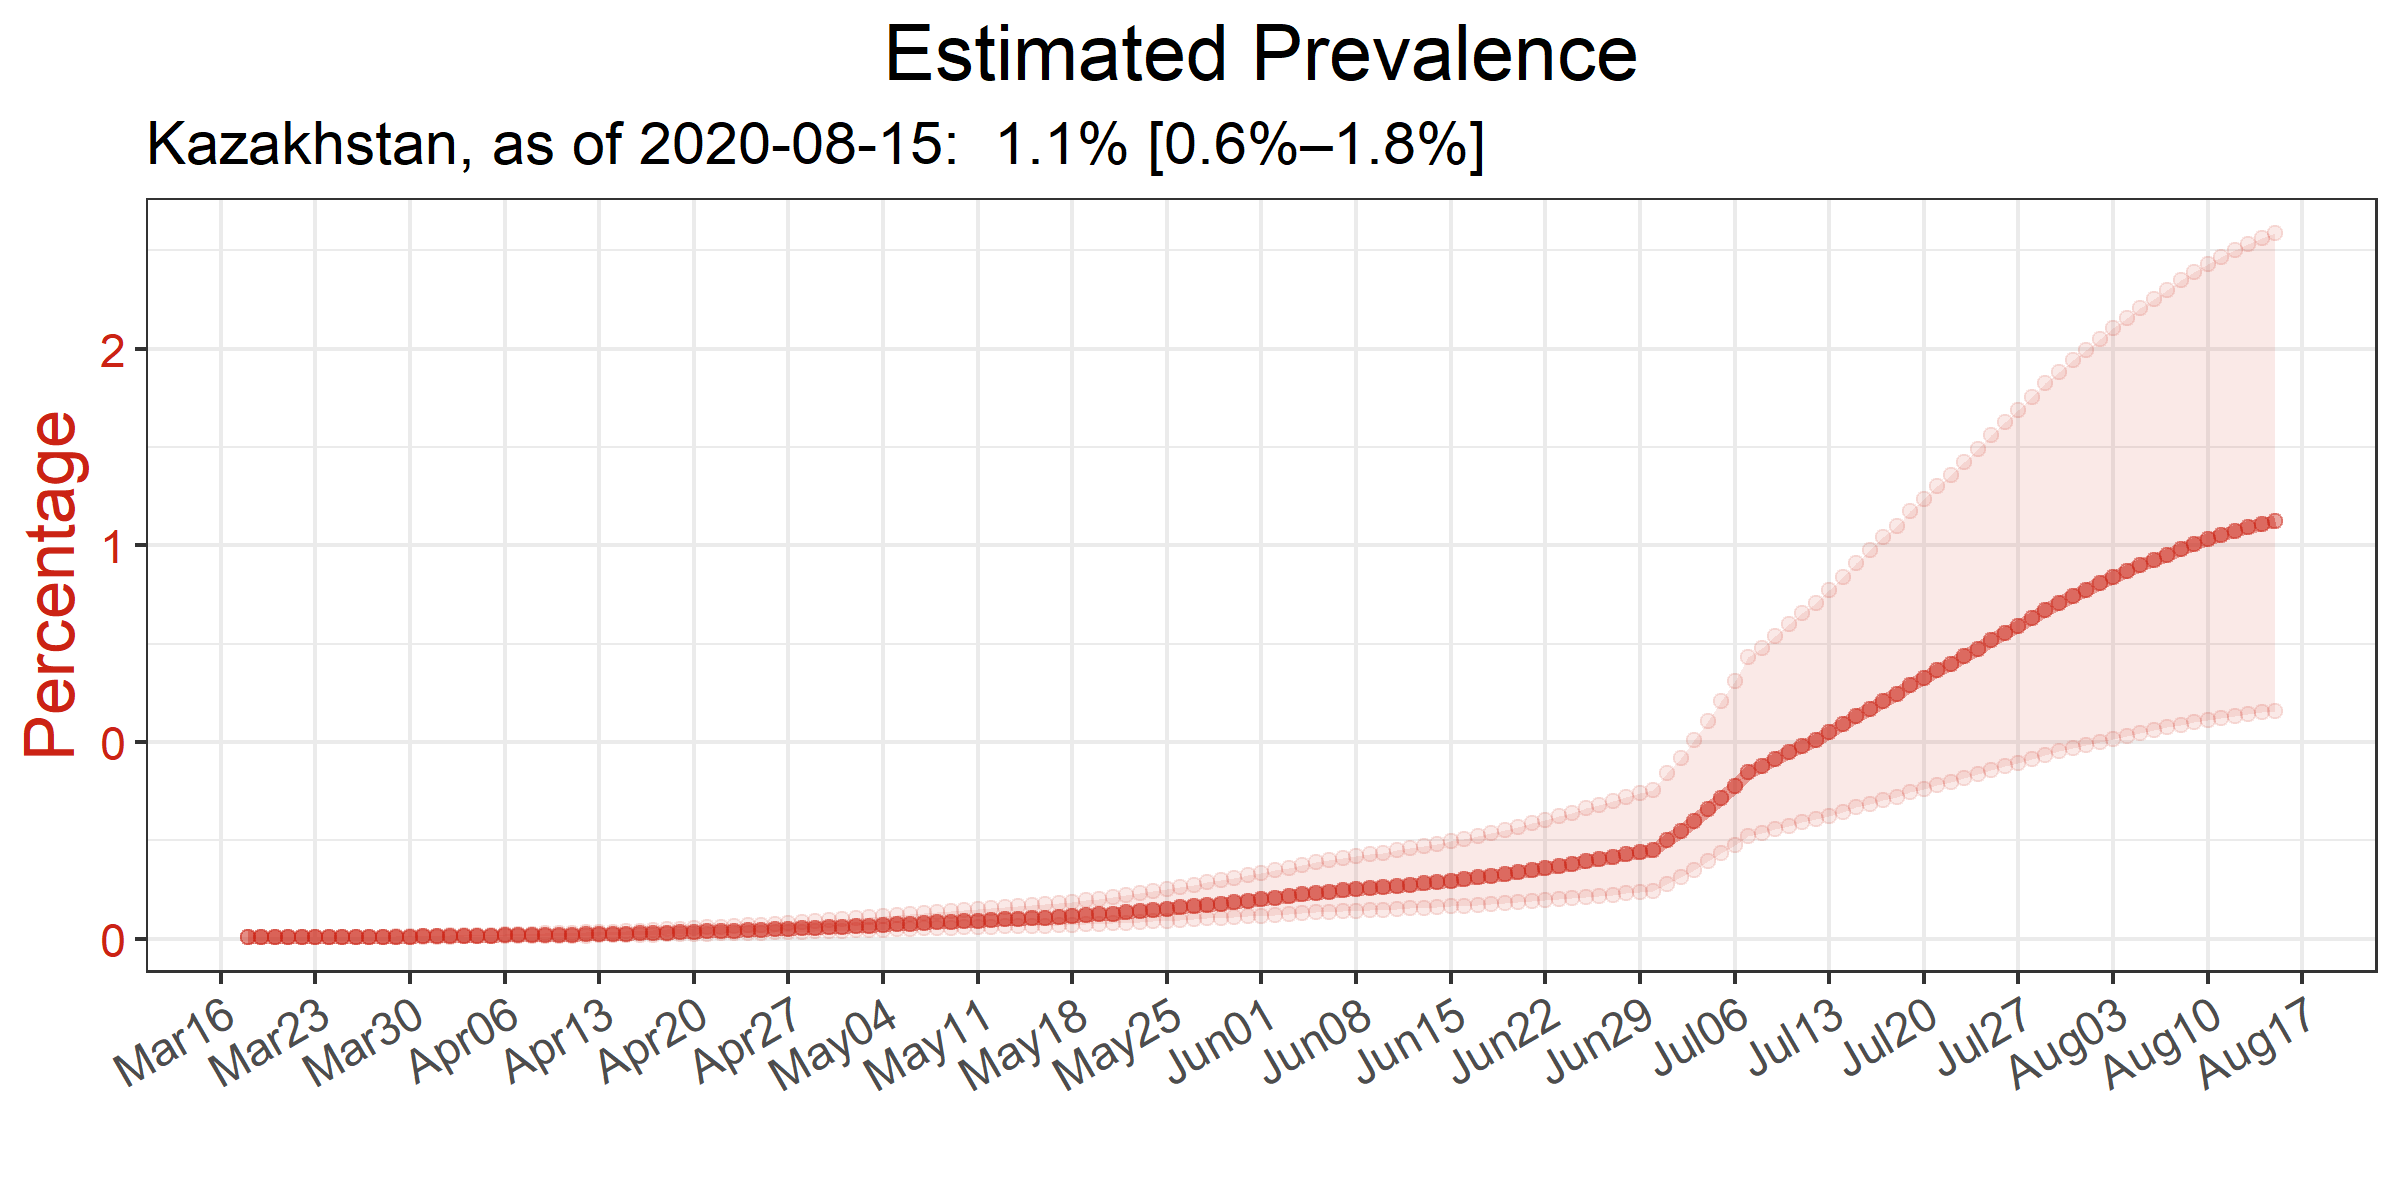 Estimated Prevalence
Kazakhstan, as of 2020-08-15:  1.1% [0.6%–1.8%]
Percentage
2
1
0
0
Mar16
Mar23
Mar30
Apr06
Apr13
Apr20
Apr27
May04
May11
May18
May25
Jun01
Jun08
Jun15
Jun22
Jun29
Jul06
Jul13
Jul20
Jul27
Aug03
Aug10
Aug17